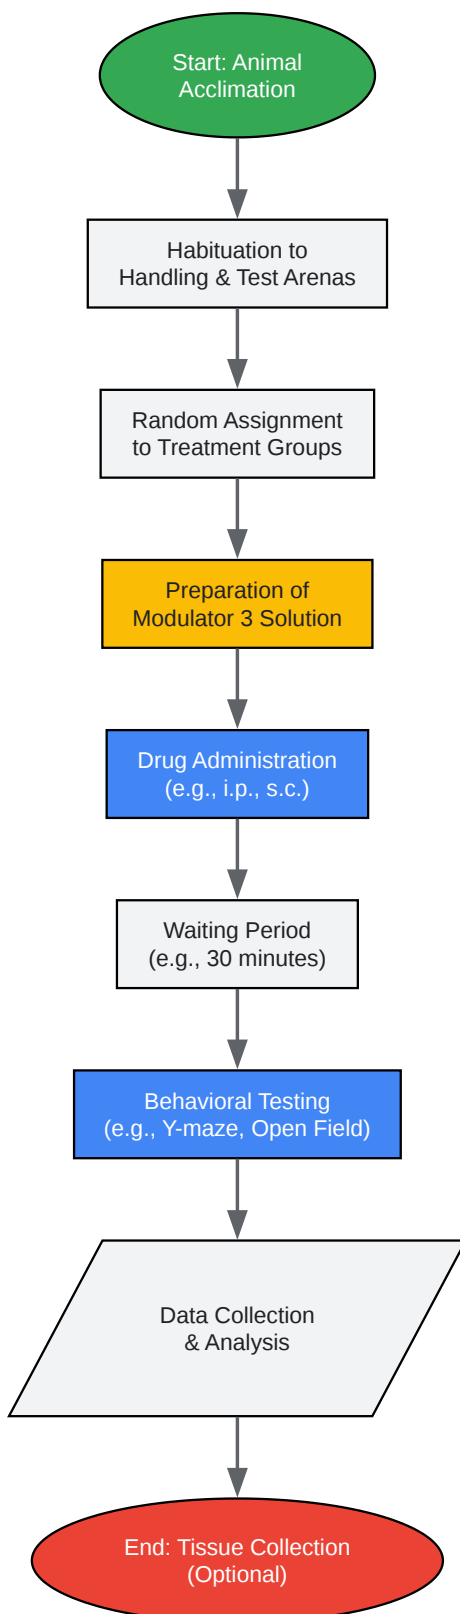 Start: Animal
Acclimation
Habituation to
Handling & Test Arenas
Random Assignment
to Treatment Groups
Preparation of
Modulator 3 Solution
Drug Administration
(e.g., i.p., s.c.)
Waiting Period
(e.g., 30 minutes)
Behavioral Testing
(e.g., Y-maze, Open Field)
Data Collection
& Analysis
End: Tissue Collection
(Optional)